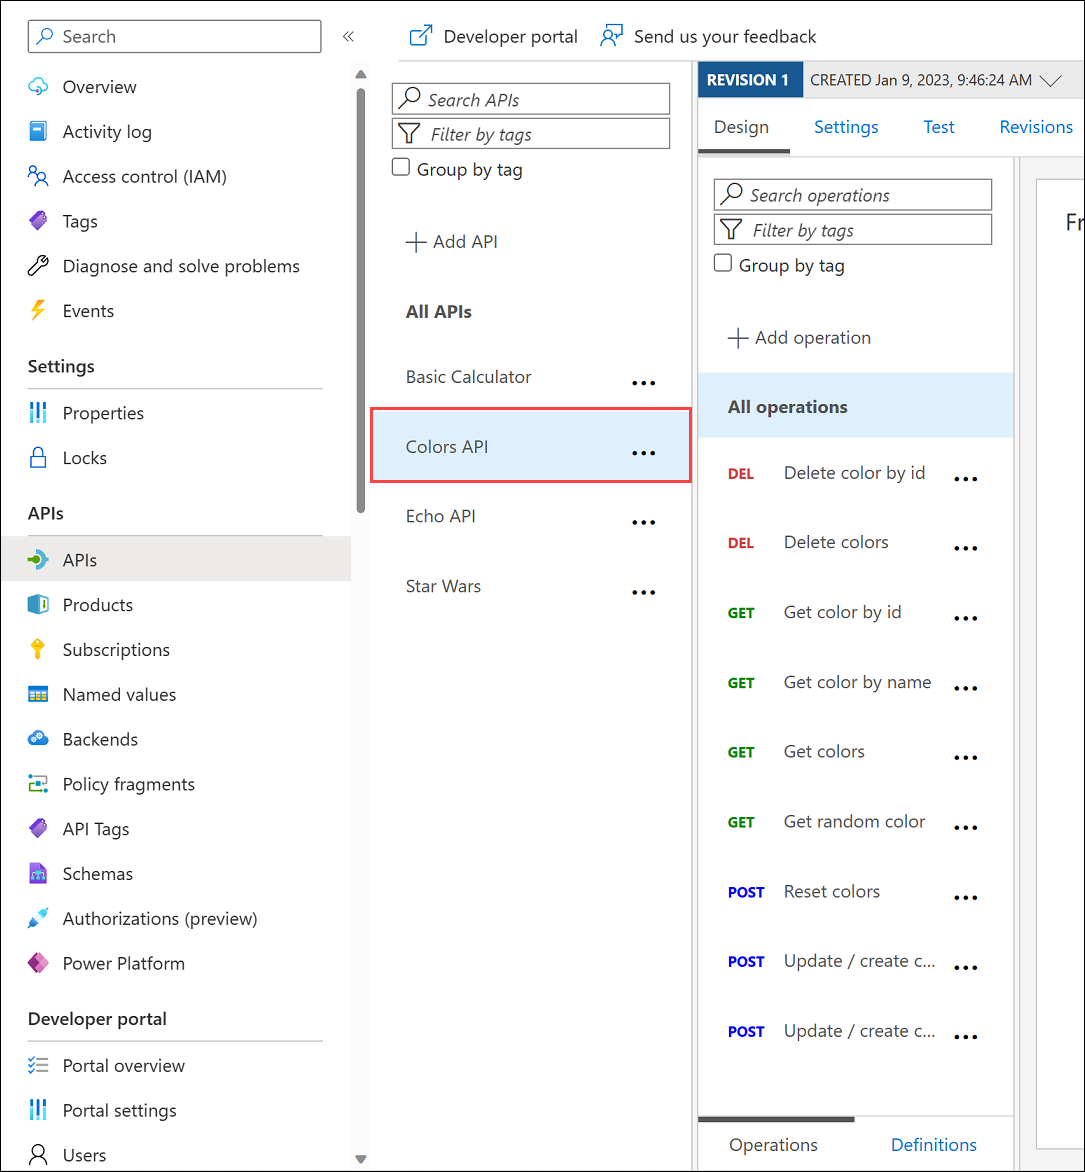 Search
«
Overview
Activity log
Access control (IAM)
Tags
Diagnose and solve problems
Events
Settings
Properties
Locks
APIs
APIs
Products
Subscriptions
Named values
Backends
Policy fragments
API Tags
Schemas
Authorizations (preview)
Power Platform
Developer portal
Portal overview
Portal settings
Users
Developer portal
Send us your feedback
Search APIs
Filter by tags
Group by tag
Add API
All APIs
Basic Calculator ...
Colors API ...
Echo API ...
Star Wars ...
REVISION 1 CREATED Jan 9, 2023, 9:46:24 AM
Design Settings Test Revisions
Search operations
Filter by tags
Group by tag
Add operation
All operations
DEL Delete color by id ...
DEL Delete colors ...
GET Get color by id ...
GET Get color by name ...
GET Get colors ...
GET Get random color ...
POST Reset colors ...
POST Update / create c... ...
POST Update / create c... ...
Operations Definitions